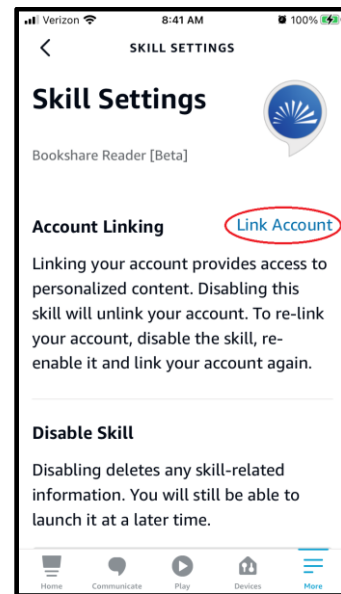 Verizon 8:41 AM 100%
SKILL SETTINGS
Skill Settings
Bookshare Reader [Beta]
Account Linking Link Account
Linking your account provides access to
personalized content. Disabling this
skill will unlink your account. To re-link
your account, disable the skill, re-
enable it and link your account again.
Disable Skill
Disabling deletes any skill-related
information. You will still be able to
launch it at a later time.
Home Communicate Play Devices More